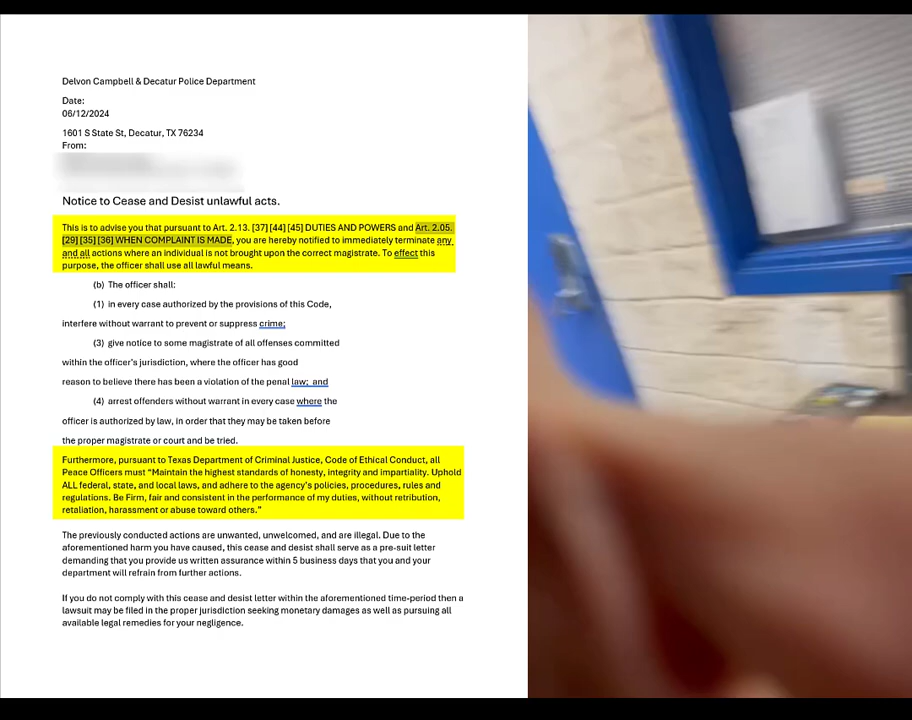 Delvon Campbell & Decatur Police Department
Date:
06/12/2024
1601 S State St, Decatur, TX 76234
From:
Notice to Cease and Desist unlawful acts.
This is to advise you that pursuant to Art. 2.13. [37] [44] [45] DUTIES AND POWERS and Art. 2.05.
[29] [35] [36] WHEN COMPLAINT IS MADE, you are hereby notified to immediately terminate any
and all actions where an individual is not brought upon the correct magistrate. To effect this
purpose, the officer shall use all lawful means.
(b) The officer shall:
(1) in every case authorized by the provisions of this Code,
interfere without warrant to prevent or suppress crime;
(3) give notice to some magistrate of all offenses committed
within the officer's jurisdiction, where the officer has good
reason to believe there has been a violation of the penal law; and
(4) arrest offenders without warrant in every case where the
officer is authorized by law, in order that they may be taken before
the proper magistrate or court and be tried.
Furthermore, pursuant to Texas Department of Criminal Justice, Code of Ethical Conduct, all
Peace Officers must "Maintain the highest standards of honesty, integrity and impartiality. Uphold
ALL federal, state, and local laws, and adhere to the agency's policies, procedures, rules and
regulations. Be Firm, fair and consistent in the performance of my duties, without retribution,
retaliation, harassment or abuse toward others."
The previously conducted actions are unwanted, unwelcomed, and are illegal. Due to the
aforementioned harm you have caused, this cease and desist shall serve as a pre-suit letter
demanding that you provide us written assurance within 5 business days that you and your
department will refrain from further actions.
If you do not comply with this cease and desist letter within the aforementioned time-period then a
lawsuit may be filed in the proper jurisdiction seeking monetary damages as well as pursuing all
available legal remedies for your negligence.